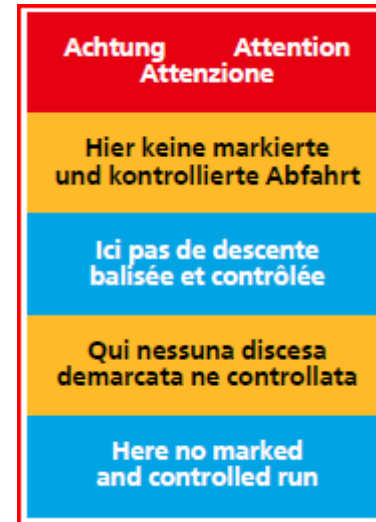 Achtung Attention
Attenzione
Hier keine markierte
und kontrollierte Abfahrt
Ici pas de descente
balisée et contrôlée
Qui nessuna discesa
demarcata ne controllata
Here no marked
and controlled run